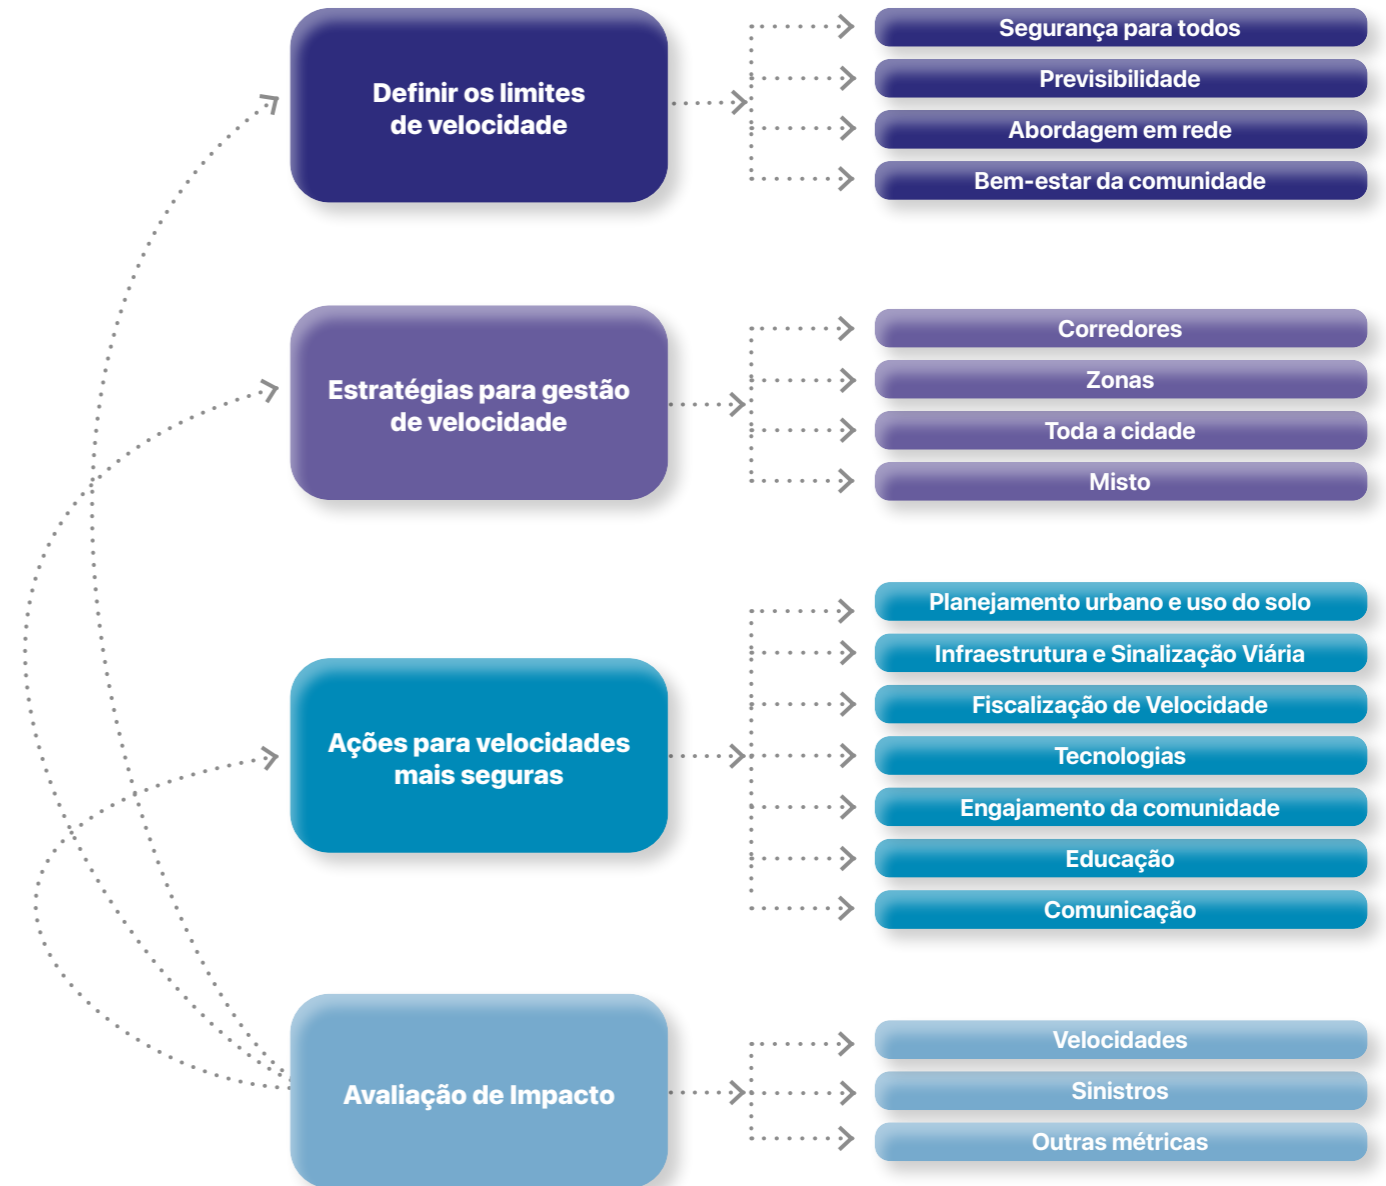 Definir os limites
de velocidade
Segurança para todos
Previsibilidade
Abordagem em rede
Bem-estar da comunidade
Estratégias para gestão
de velocidade
Corredores
Zonas
Toda a cidade
Misto
Ações para velocidades
mais seguras
Planejamento urbano e uso do solo
Infraestrutura e Sinalização Viária
Fiscalização de Velocidade
Tecnologias
Engajamento da comunidade
Educação
Comunicação
Avaliação de Impacto
Velocidades
Sinistros
Outras métricas